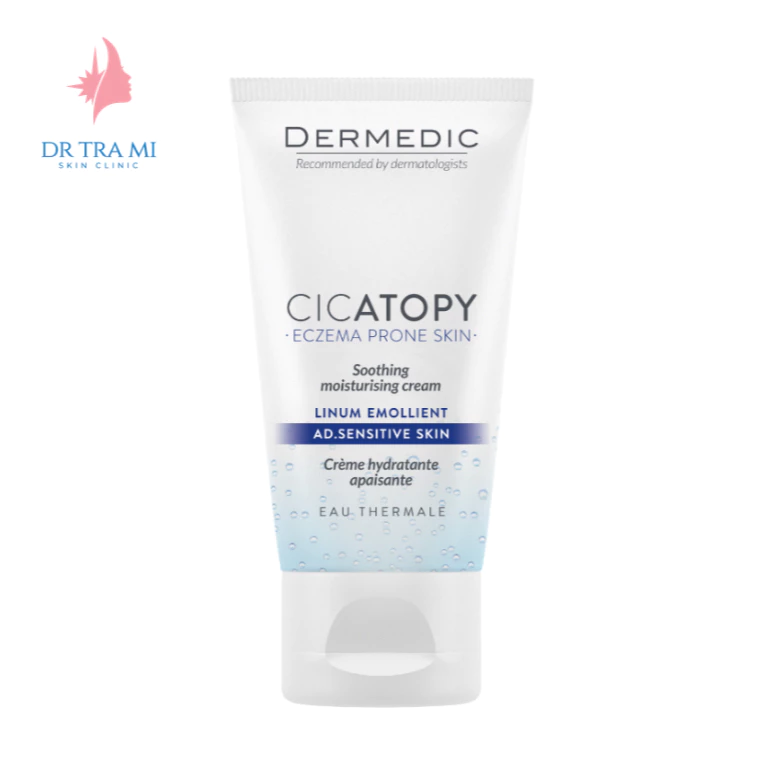 DR TRA MI
SKIN CLINIC
DERMEDIC
Recommended by dermatologists
CICATOPY
·ECZEMA PRONE SKIN·
Soothing
moisturising cream
LINUM EMOLLIENT
AD.SENSITIVE SKIN
Crème hydratante
apaisante
EAU THERMALE